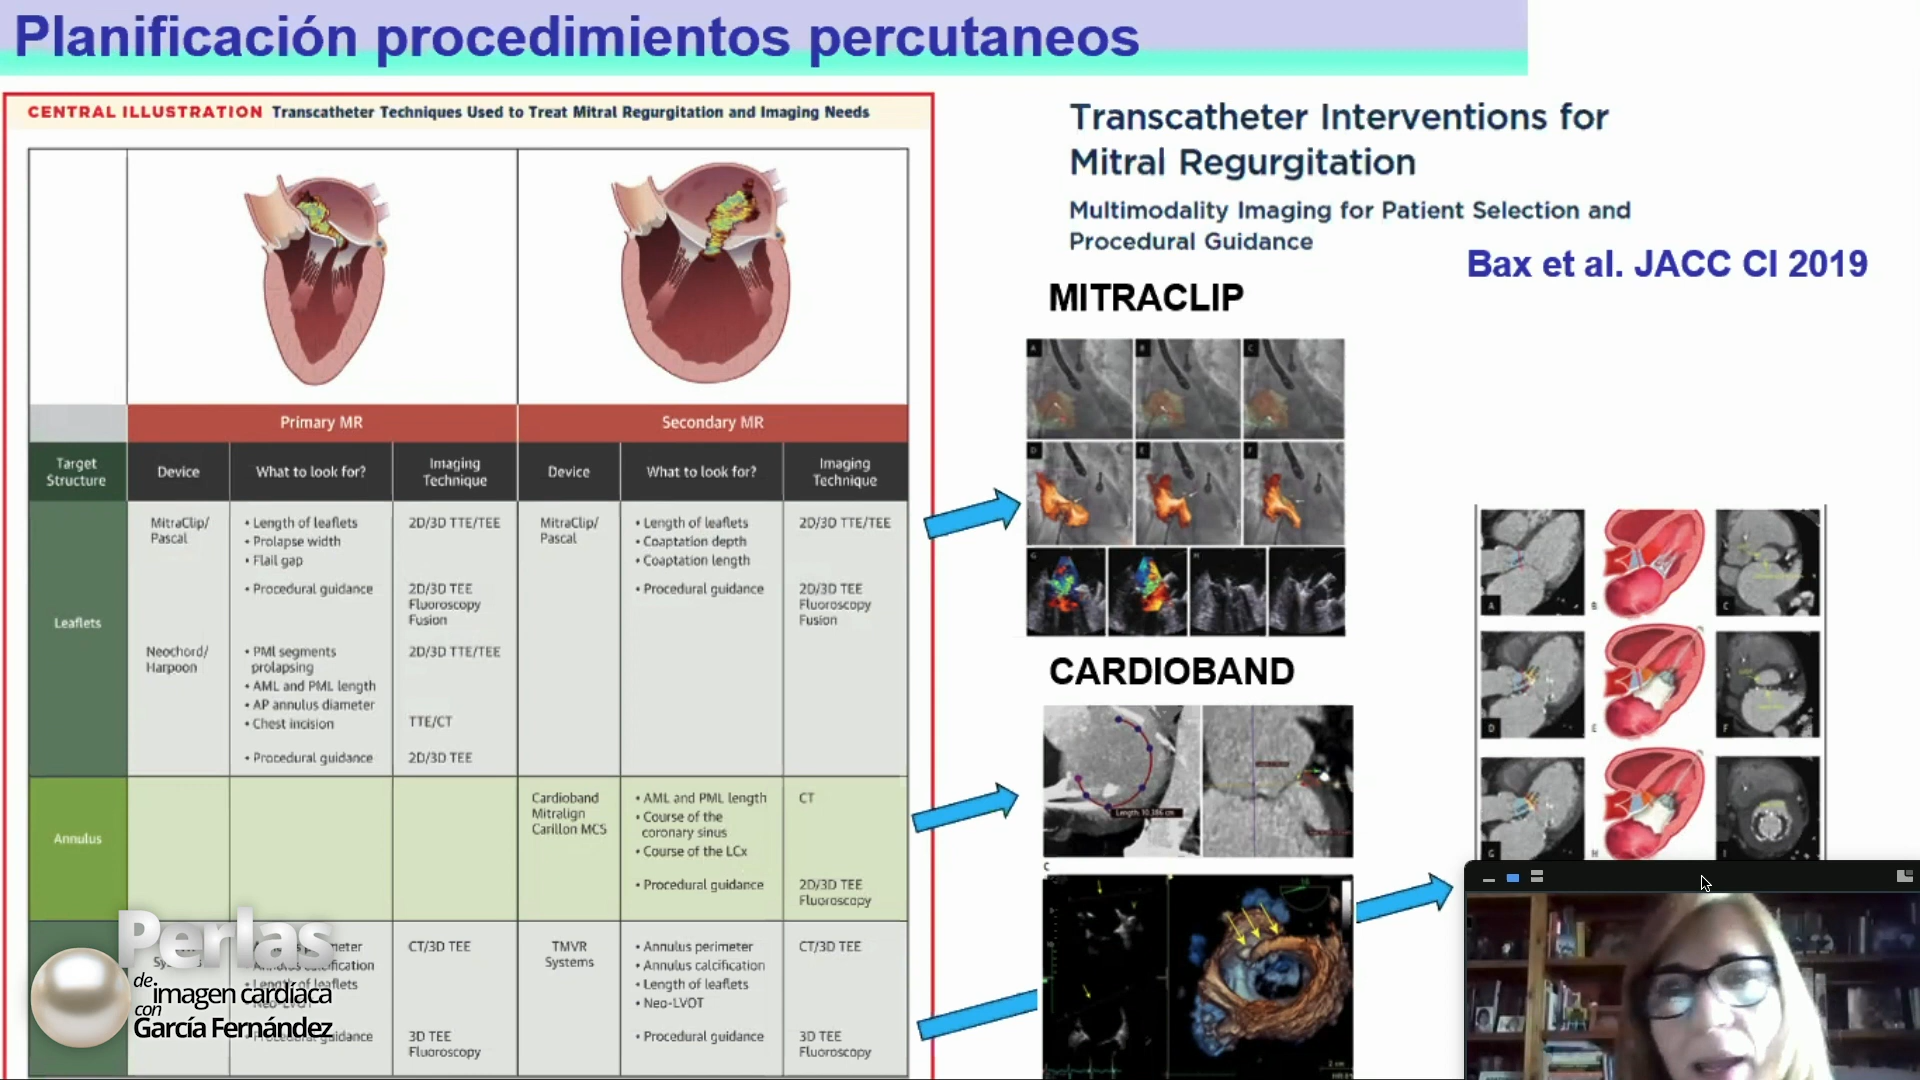 Planificación procedimientos percutaneos
CENTRAL ILLUSTRATION Transcatheter Techniques Used to Treat Mitral Regurgitation and Imaging Needs
Primary MR
Secondary MR
Target Structure
Device
What to look for?
Imaging Technique
Device
What to look for?
Imaging Technique
Leaflets
MitraClip/
Pascal
• Length of leaflets
• Prolapse width
• Flail gap
• Procedural guidance
2D/3D TTE/TEE
2D/3D TEE
Fluoroscopy
Fusion
MitraClip/
Pascal
• Length of leaflets
• Coaptation depth
• Coaptation length
• Procedural guidance
2D/3D TTE/TEE
2D/3D TEE
Fluoroscopy
Fusion
Neochord/
Harpoon
• PMl segments
prolapsing
• AML and PML length
• AP annulus diameter
• Chest incision
• Procedural guidance
2D/3D TTE/TEE
TTE/CT
2D/3D TEE
Annulus
Cardioband
Mitralign
Carillon MCS
• AML and PML length
• Course of the
coronary sinus
• Course of the LCx
• Procedural guidance
CT
2D/3D TEE
Fluoroscopy
CT/3D TEE
3D TEE
Fluoroscopy
TMVR
Systems
• Annulus perimeter
• Annulus calcification
• Length of leaflets
• Neo-LVOT
• Procedural guidance
CT/3D TEE
3D TEE
Fluoroscopy
Perlas
de
imagen cardíaca
con
García Fernández
Transcatheter Interventions for
Mitral Regurgitation
Multimodality Imaging for Patient Selection and
Procedural Guidance
Bax et al. JACC CI 2019
MITRACLIP
A
B
C
D
E
F
G
H
CARDIOBAND
C
A
B
C
D
E
F
G
H
I